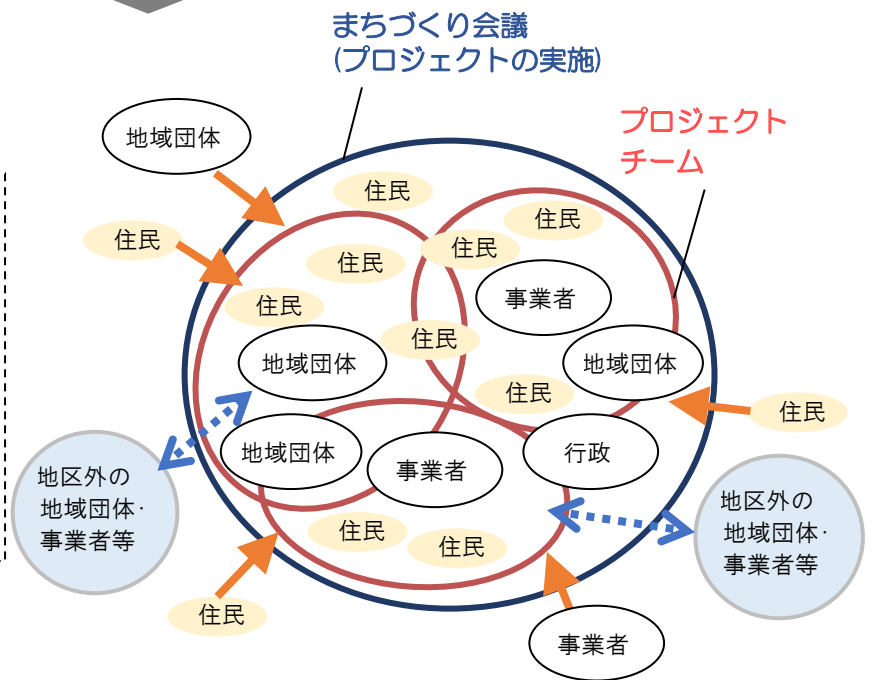 まちづくり会議
(プロジェクトの実施)
プロジェクト
チーム
地域団体
住民
住民
住民
住民
住民
住民
事業者
住民
住民
地域団体
地域団体
住民
住民
地域団体
事業者
行政
地区外の
地域団体・
事業者等
地区外の
地域団体・
事業者等
住民
住民
住民
事業者